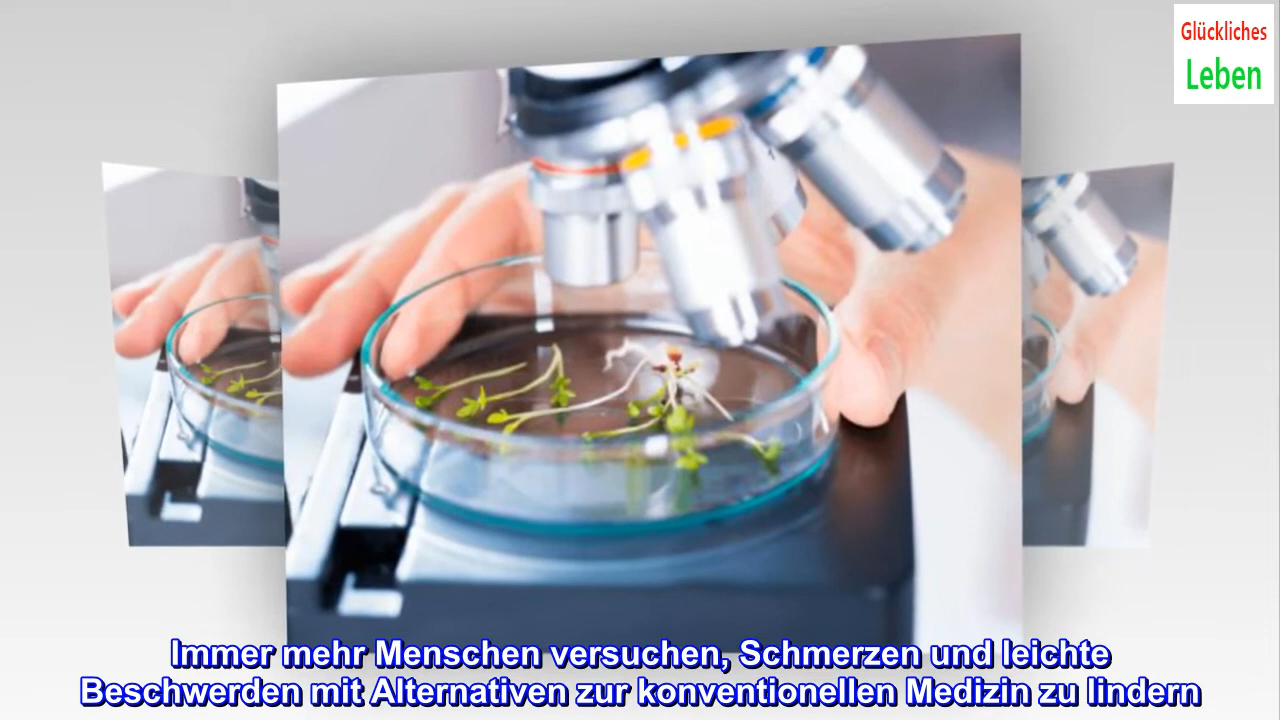 Glückliches
Leben
Immer mehr Menschen versuchen, Schmerzen und leichte
Beschwerden mit Alternativen zur konventionellen Medizin zu lindern